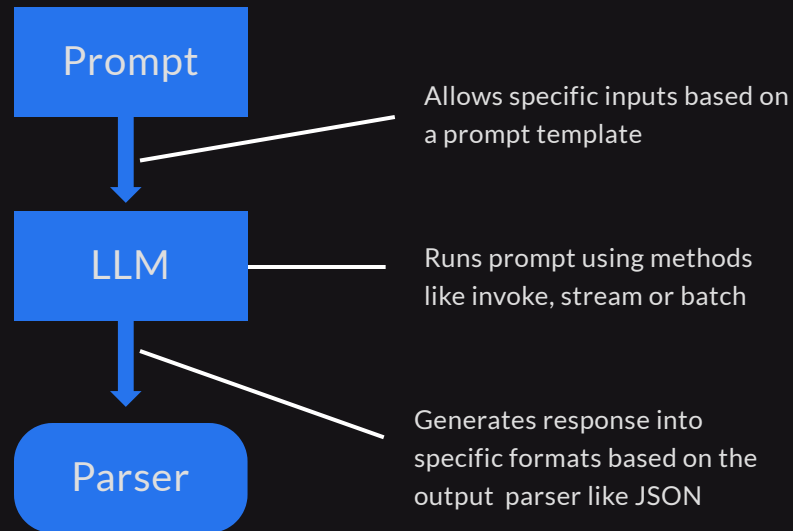 Prompt
Allows specific inputs based on
a prompt template
LLM
Runs prompt using methods
like invoke, stream or batch
Generates response into
specific formats based on the
output parser like JSON
Parser